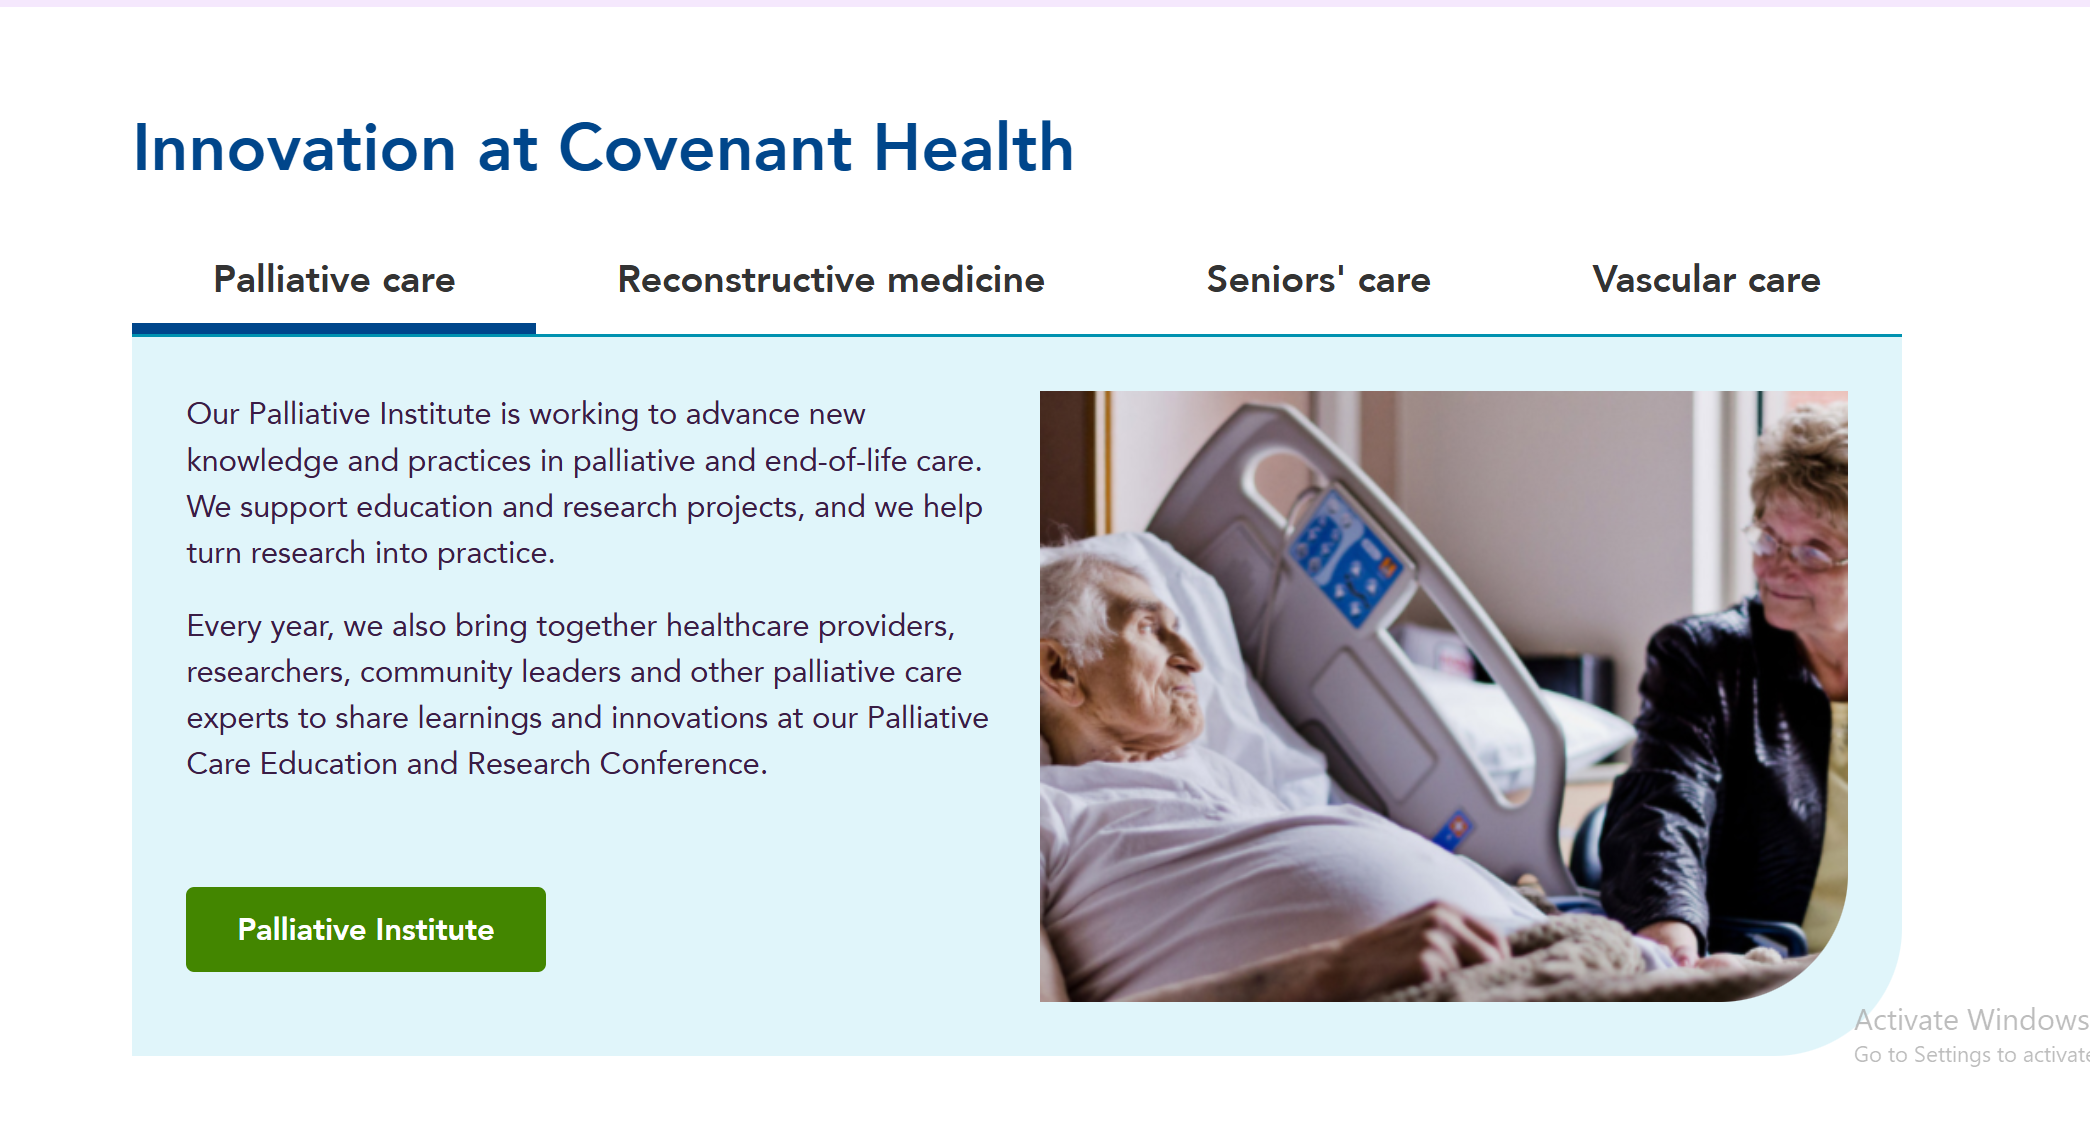 Innovation at Covenant Health
Palliative care
Reconstructive medicine
Seniors' care
Vascular care
Our Palliative Institute is working to advance new
knowledge and practices in palliative and end-of-life care.
We support education and research projects, and we help
turn research into practice.
Every year, we also bring together healthcare providers,
researchers, community leaders and other palliative care
experts to share learnings and innovations at our Palliative
Care Education and Research Conference.
Palliative Institute
Activate Windows
Go to Settings to activate